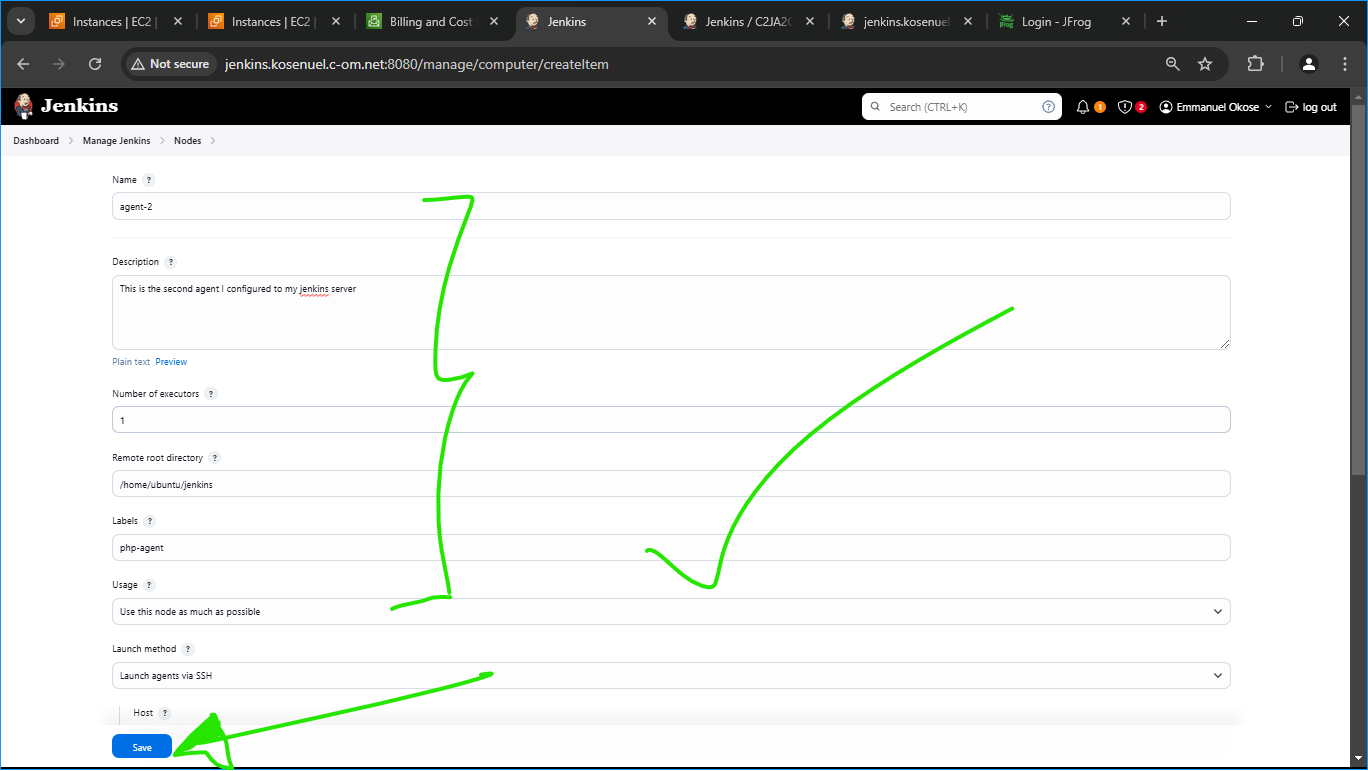 Instances | EC2 | Instances | EC2 | Billing and Cost Jenkins Jenkins / C2JA2C jenkins.kosenuel Login - JFrog
Not secure jenkins.kosenuel.c-om.net:8080/manage/computer/createItem
Jenkins Search (CTRL+K) ? 1 2 Emmanuel Okose log out
Dashboard Manage Jenkins Nodes
Name ?
agent-2
Description ?
This is the second agent I configured to my jenkins server
Plain text Preview
Number of executors ?
1
Remote root directory ?
/home/ubuntu/jenkins
Labels ?
php-agent
Usage ?
Use this node as much as possible
Launch method ?
Launch agents via SSH
Host ?
Save